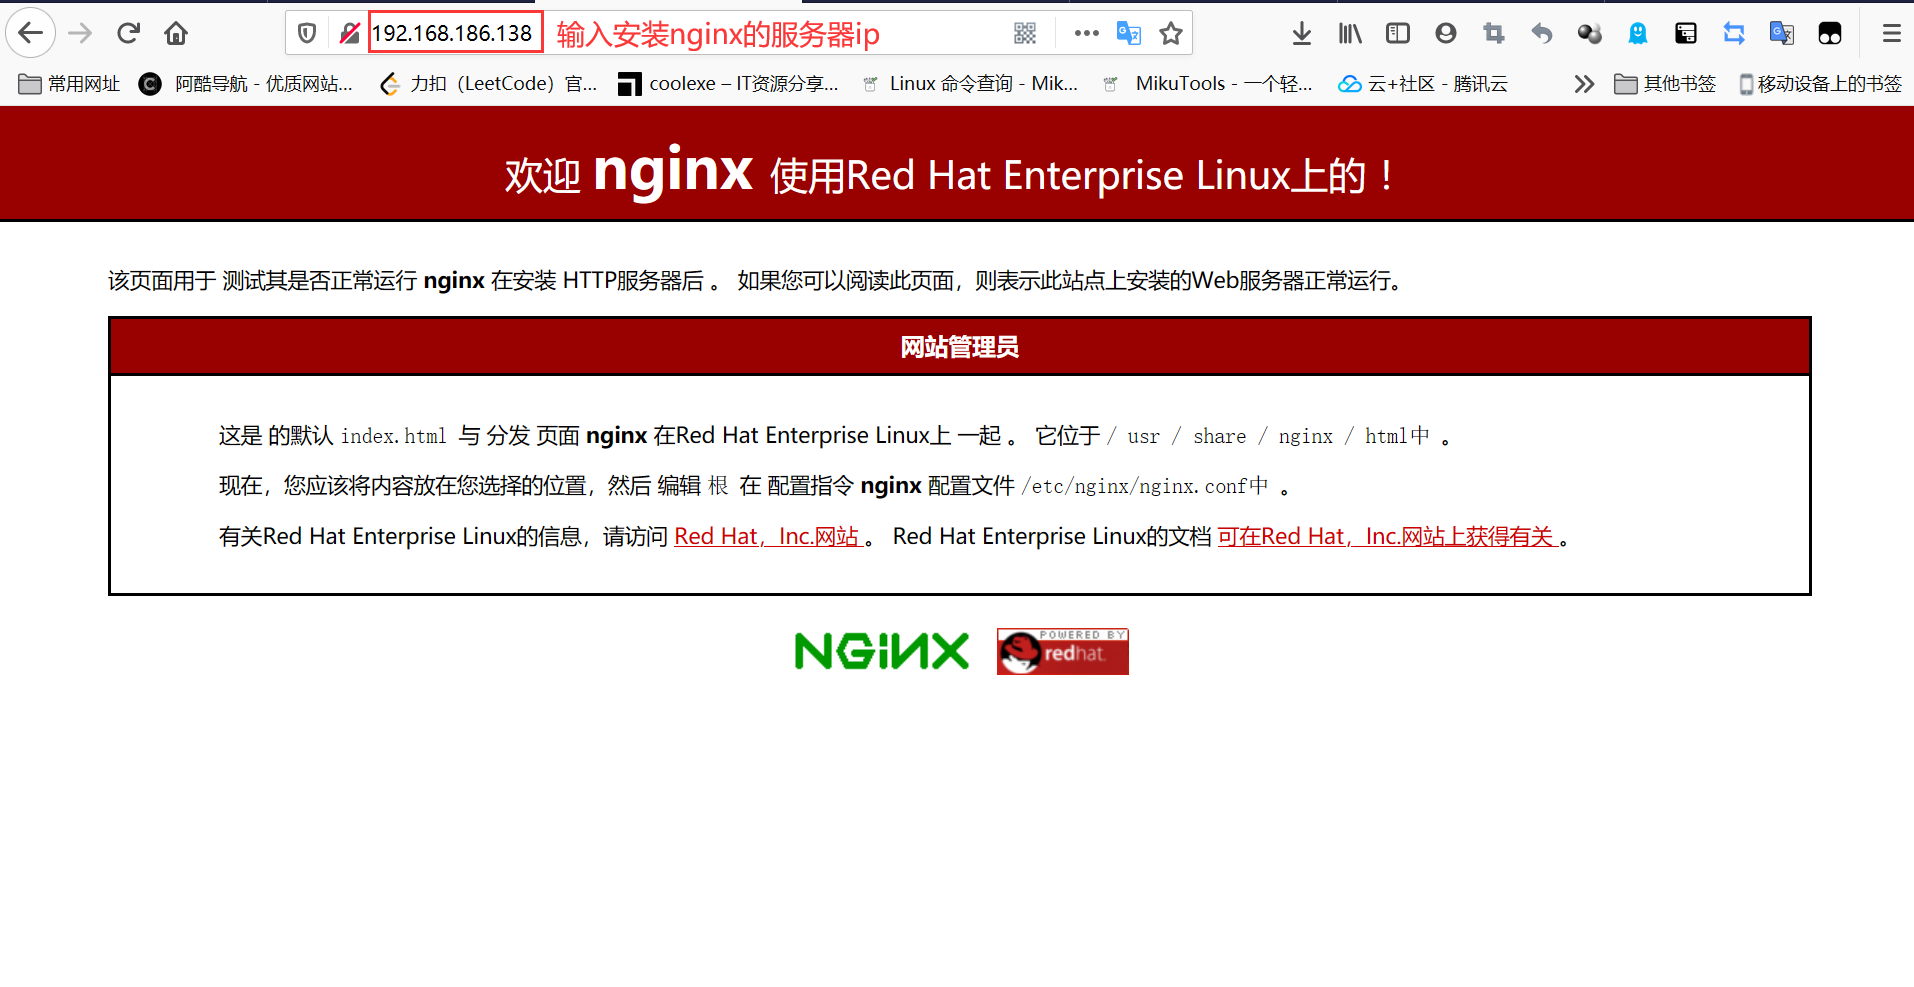 192.168.186.138 输入安装nginx的服务器ip
常用网址 阿酷导航 - 优质网站... 力扣（LeetCode）官... coolexe – IT资源分享... Linux 命令查询 - Mik... MikuTools - 一个轻... 云+社区 - 腾讯云 其他书签 移动设备上的书签
欢迎 nginx 使用Red Hat Enterprise Linux上的！
该页面用于 测试其是否正常运行 nginx 在安装 HTTP服务器后 。 如果您可以阅读此页面，则表示此站点上安装的Web服务器正常运行。
网站管理员
这是 的默认 index.html 与 分发 页面 nginx 在Red Hat Enterprise Linux上 一起 。 它位于 / usr / share / nginx / html中 。
现在，您应该将内容放在您选择的位置，然后 编辑 根 在 配置指令 nginx 配置文件 /etc/nginx/nginx.conf中 。
有关Red Hat Enterprise Linux的信息，请访问 Red Hat，Inc.网站 。 Red Hat Enterprise Linux的文档 可在Red Hat，Inc.网站上获得有关 。
NGINX POWERED BY redhat.